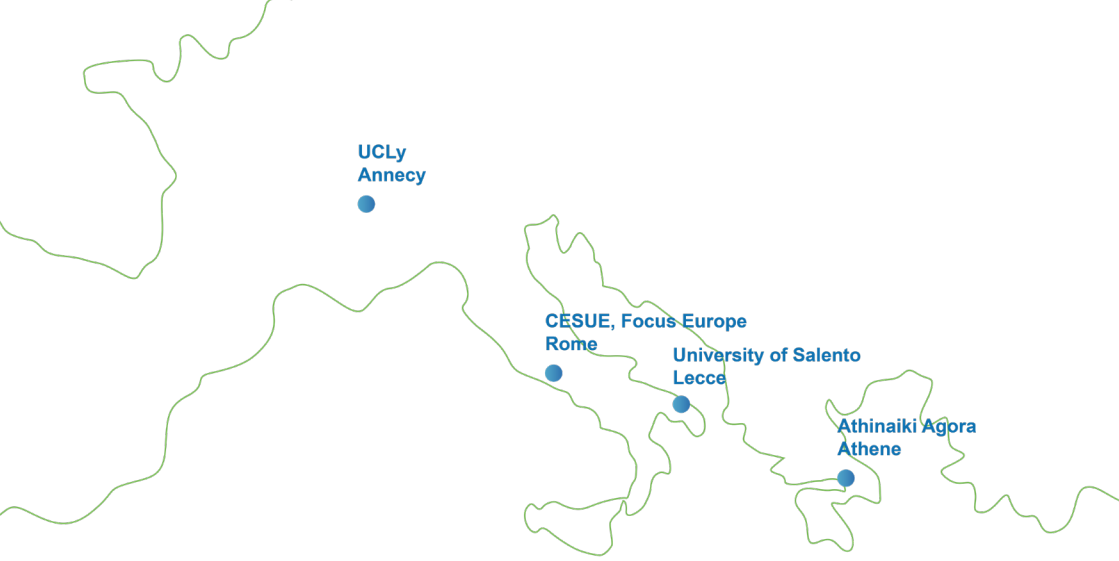 UCLy
Annecy
CESUE, Focus Europe
Rome
University of Salento
Lecce
Athinaiki Agora
Athene